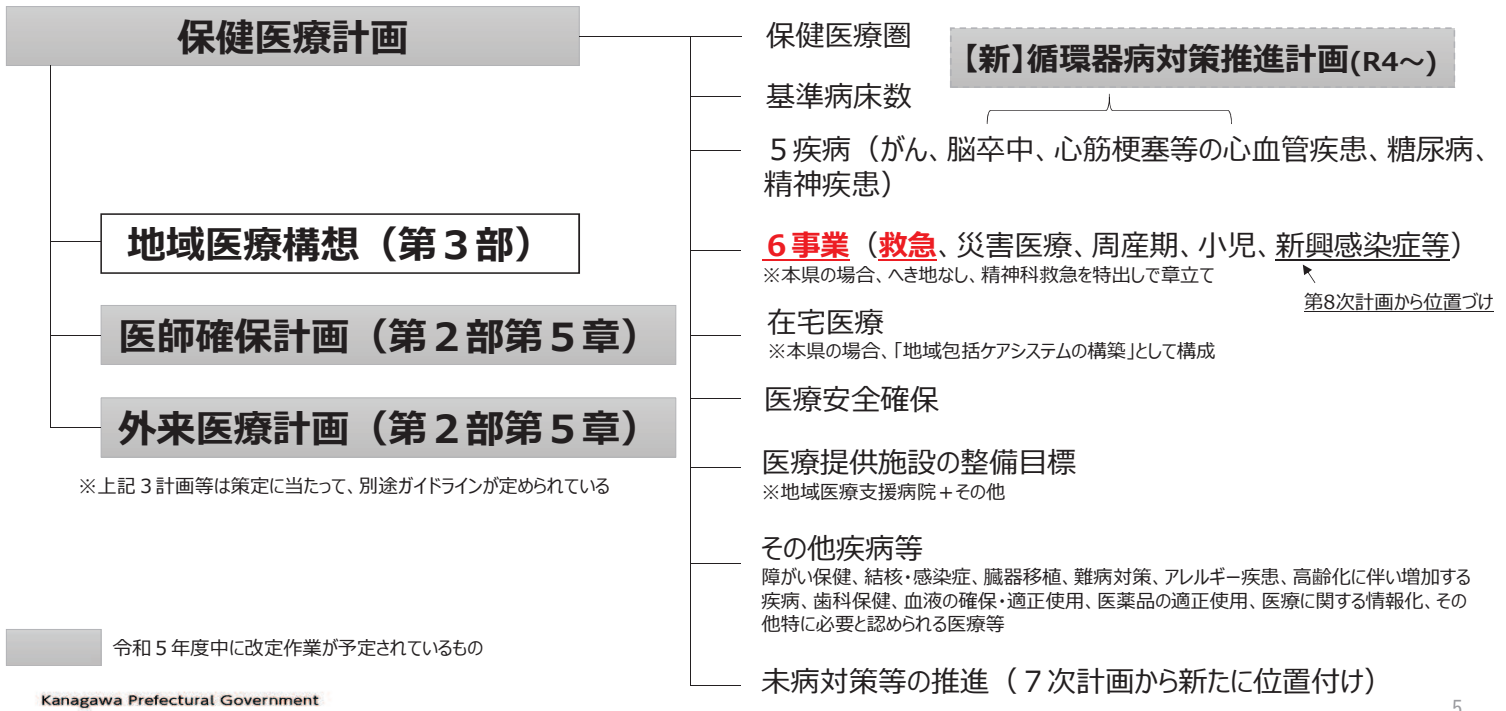 保健医療計画
地域医療構想（第３部）
医師確保計画（第２部第５章）
外来医療計画（第２部第５章）
※上記３計画等は策定に当たって、別途ガイドラインが定められている
令和５年度中に改定作業が予定されているもの
Kanagawa Prefectural Government
保健医療圏
【新】循環器病対策推進計画(R4～)
基準病床数
５疾病（がん、脳卒中、心筋梗塞等の心血管疾患、糖尿病、
精神疾患）
６事業（救急、災害医療、周産期、小児、新興感染症等）
※本県の場合、へき地なし、精神科救急を特出しで章立て
第8次計画から位置づけ
在宅医療
※本県の場合、「地域包括ケアシステムの構築」として構成
医療安全確保
医療提供施設の整備目標
※地域医療支援病院＋その他
その他疾病等
障がい保健、結核・感染症、臓器移植、難病対策、アレルギー疾患、高齢化に伴い増加する
疾病、歯科保健、血液の確保・適正使用、医薬品の適正使用、医療に関する情報化、その
他特に必要と認められる医療等
未病対策等の推進（７次計画から新たに位置付け）
5